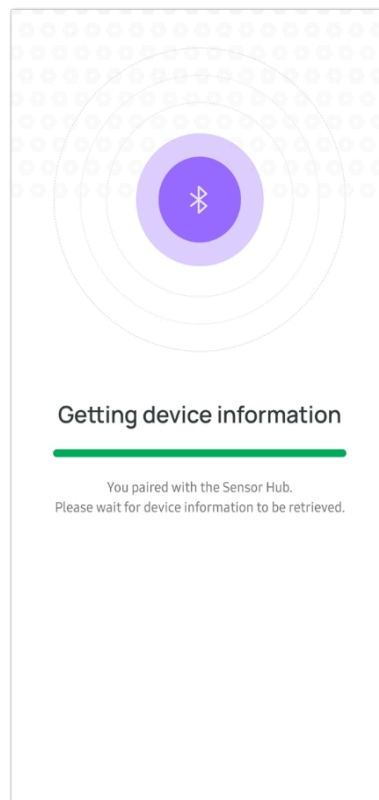 Getting device information
You paired with the Sensor Hub.
Please wait for device information to be retrieved.